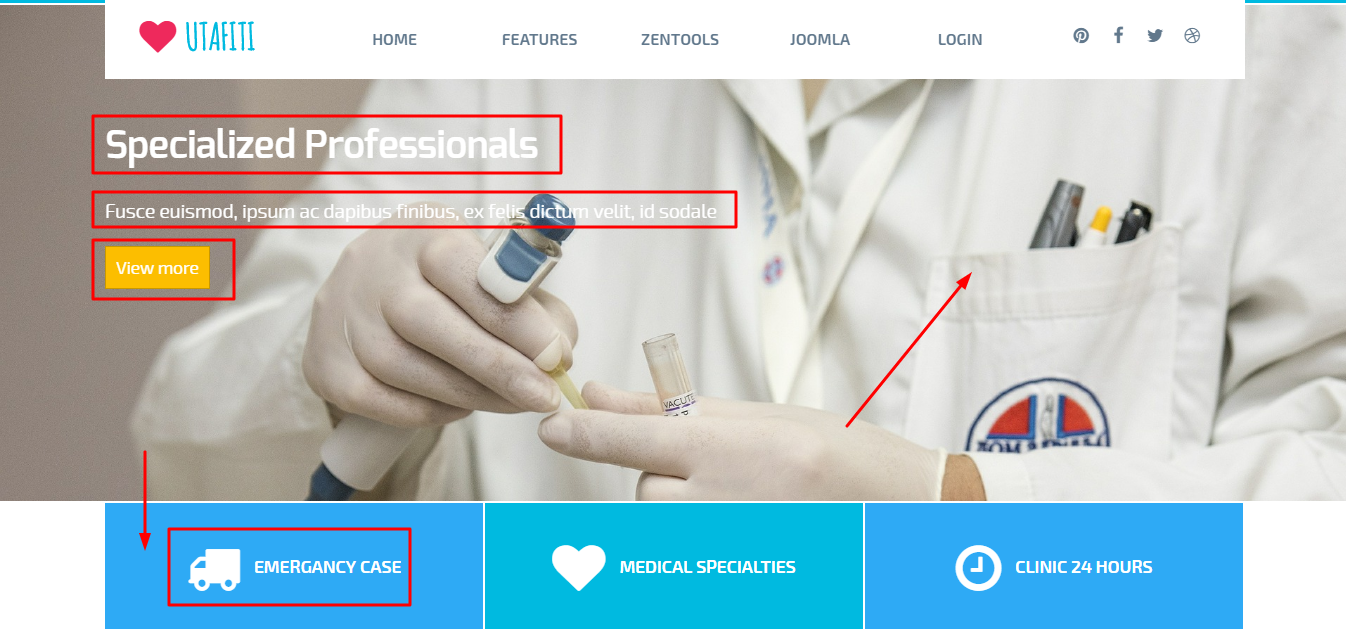 UTAFITI
HOME
FEATURES
ZENTOOLS
JOOMLA
LOGIN
Specialized Professionals
Fusce euismod, ipsum ac dapibus finibus, ex felis dictum velit, id sodale
View more
VACUTE
EMERGANCY CASE
MEDICAL SPECIALTIES
CLINIC 24 HOURS